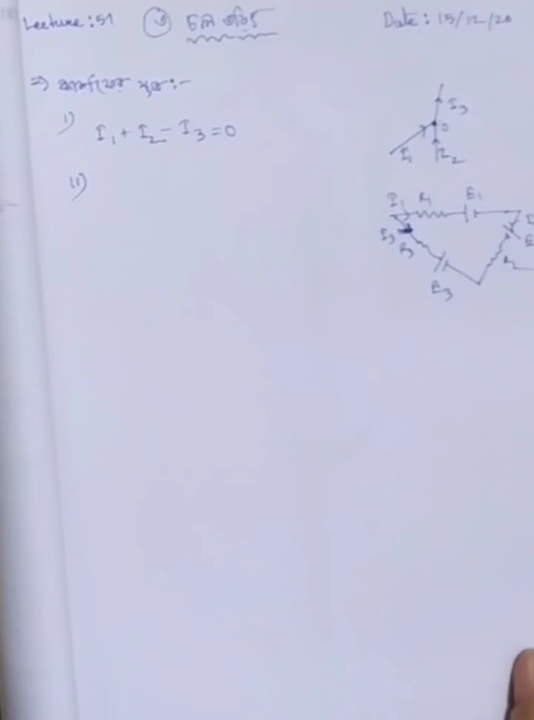 Lecture: 51
৩ চল তড়িৎ
Date: 15/12/20
⇒ কার্শফের সূত্র:-
i) I₁ + I₂ − I₃ = 0
I₃
O
I₁ I₂
ii)
I₁ R₁ E₁
I₃ R₃
R₂
E₃